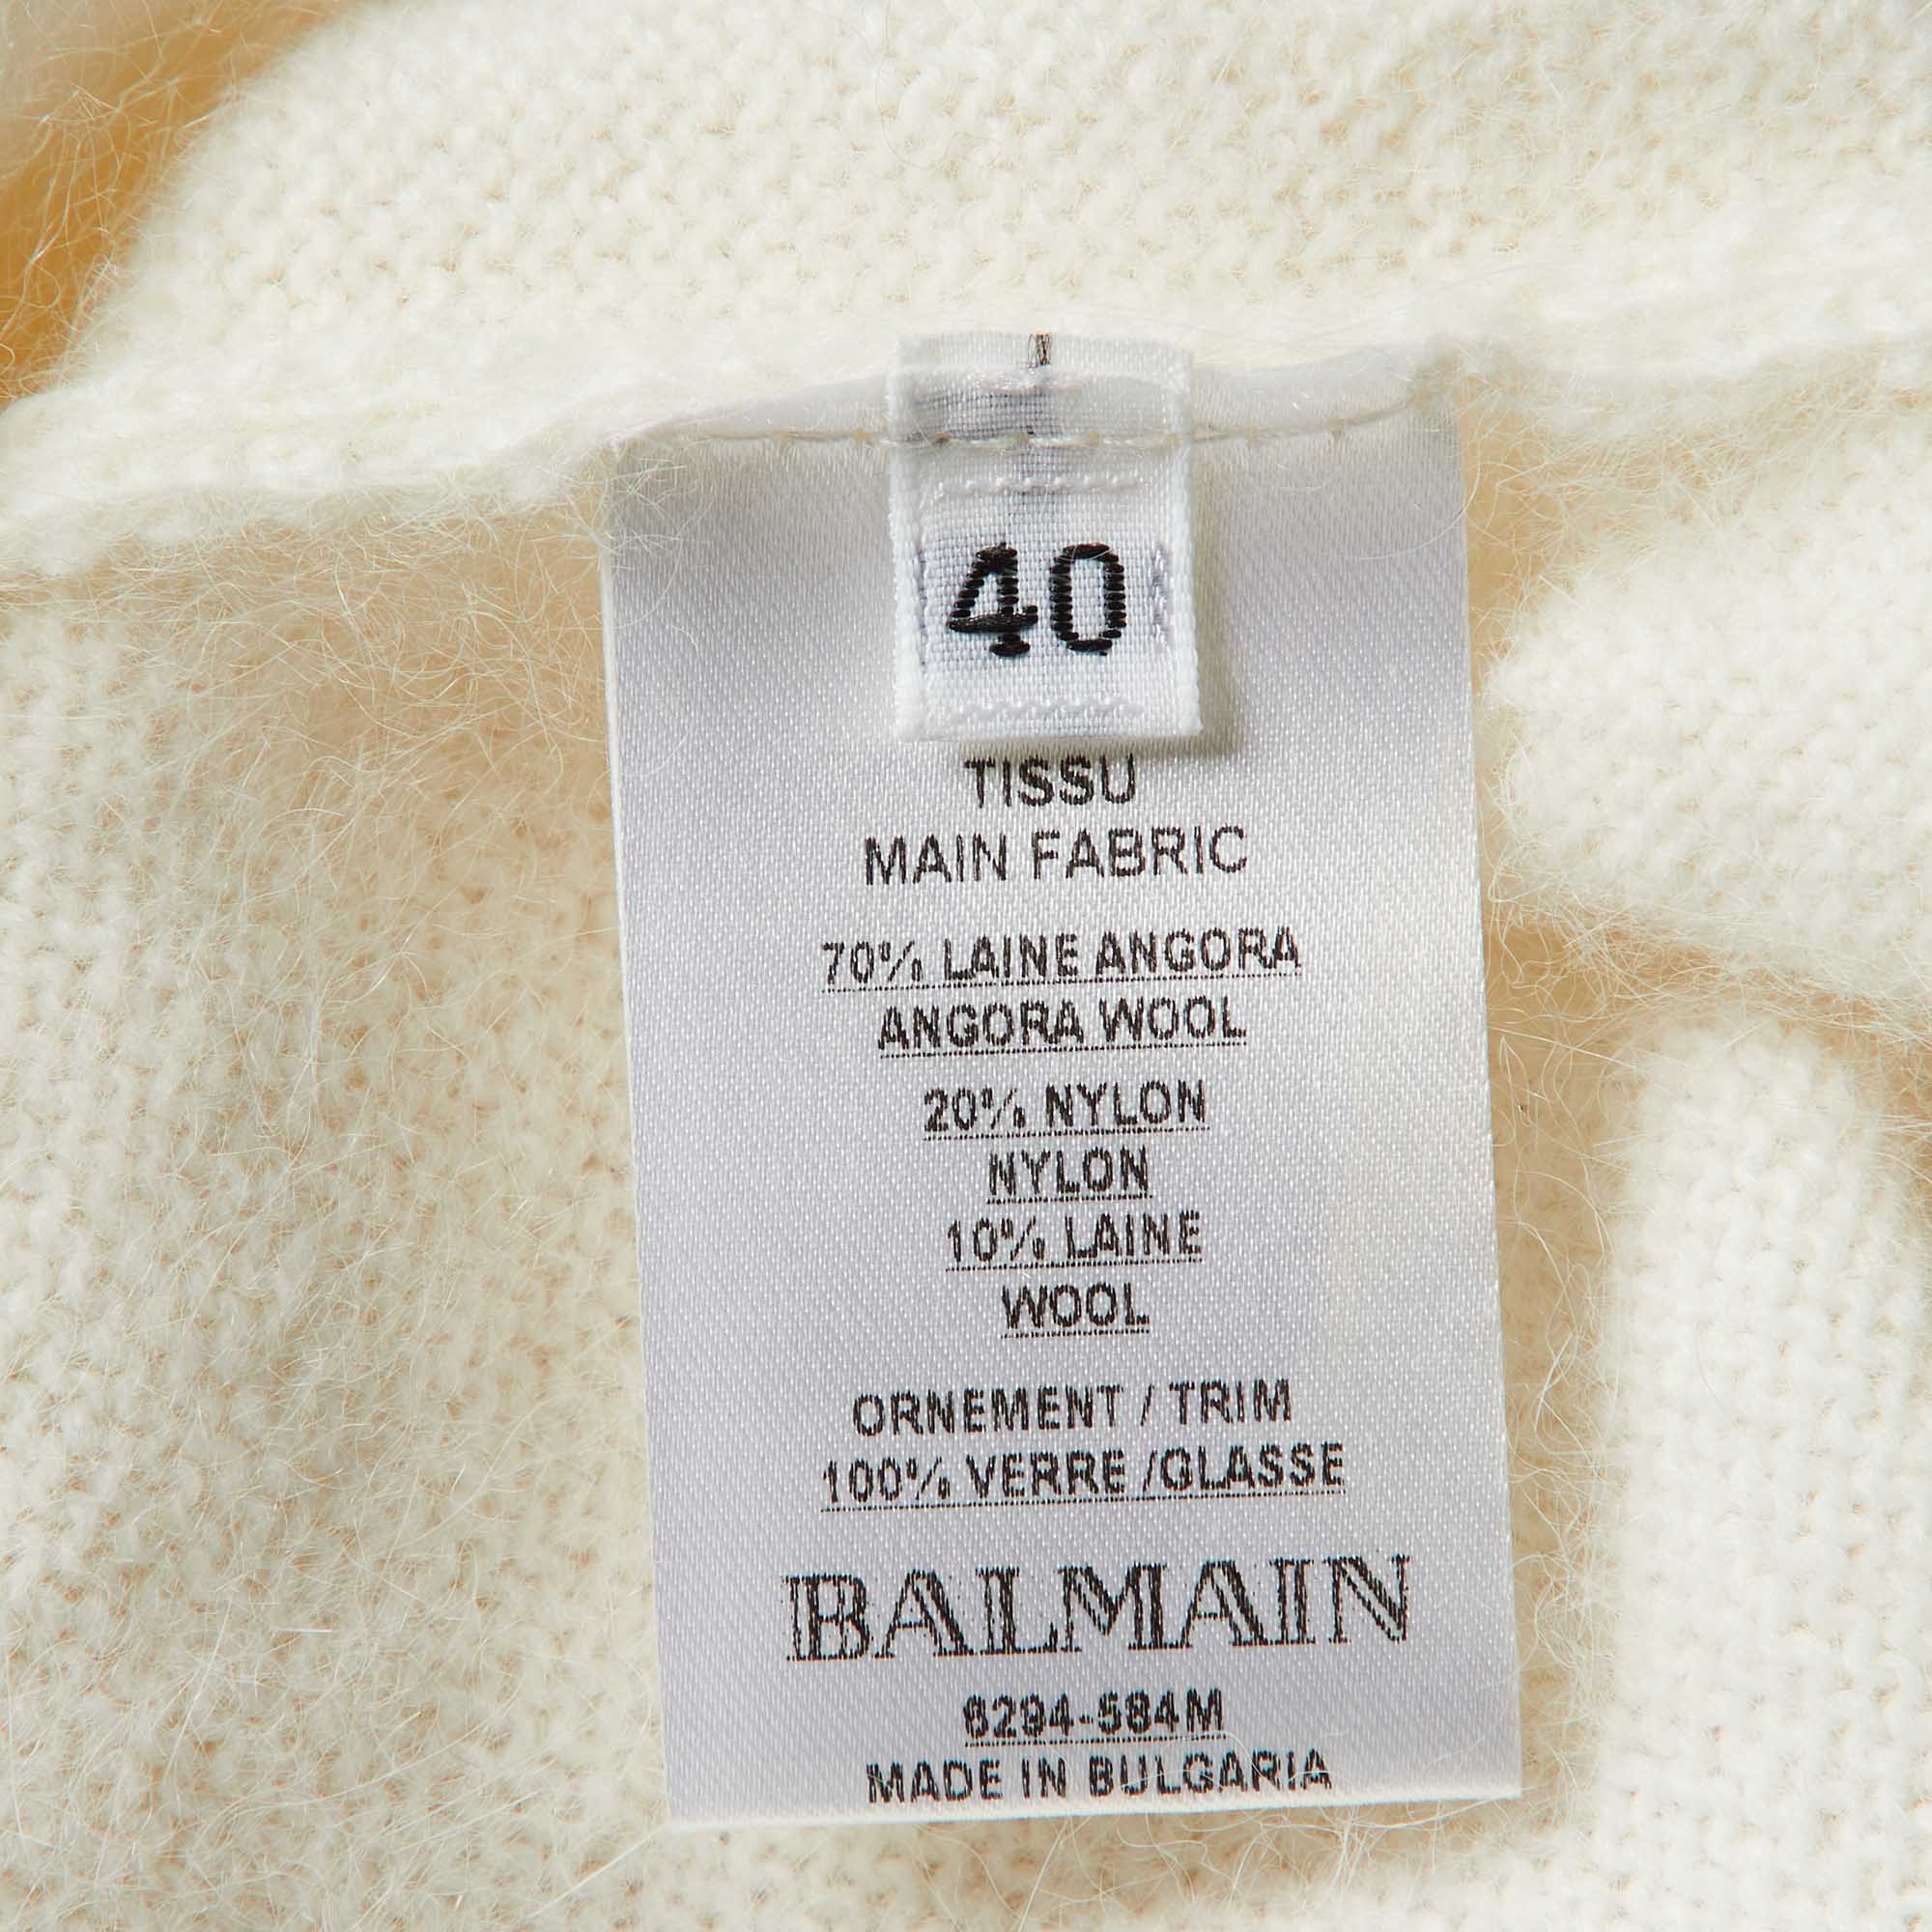 40
TISSU
MAIN FABRIC
70% LAINE ANGORA
ANGORA WOOL
20% NYLON
NYLON
10% LAINE
WOOL
ORNEMENT / TRIM
100% VERRE /GLASSE
BALMAIN
6294-584M
MADE IN BULGARIA